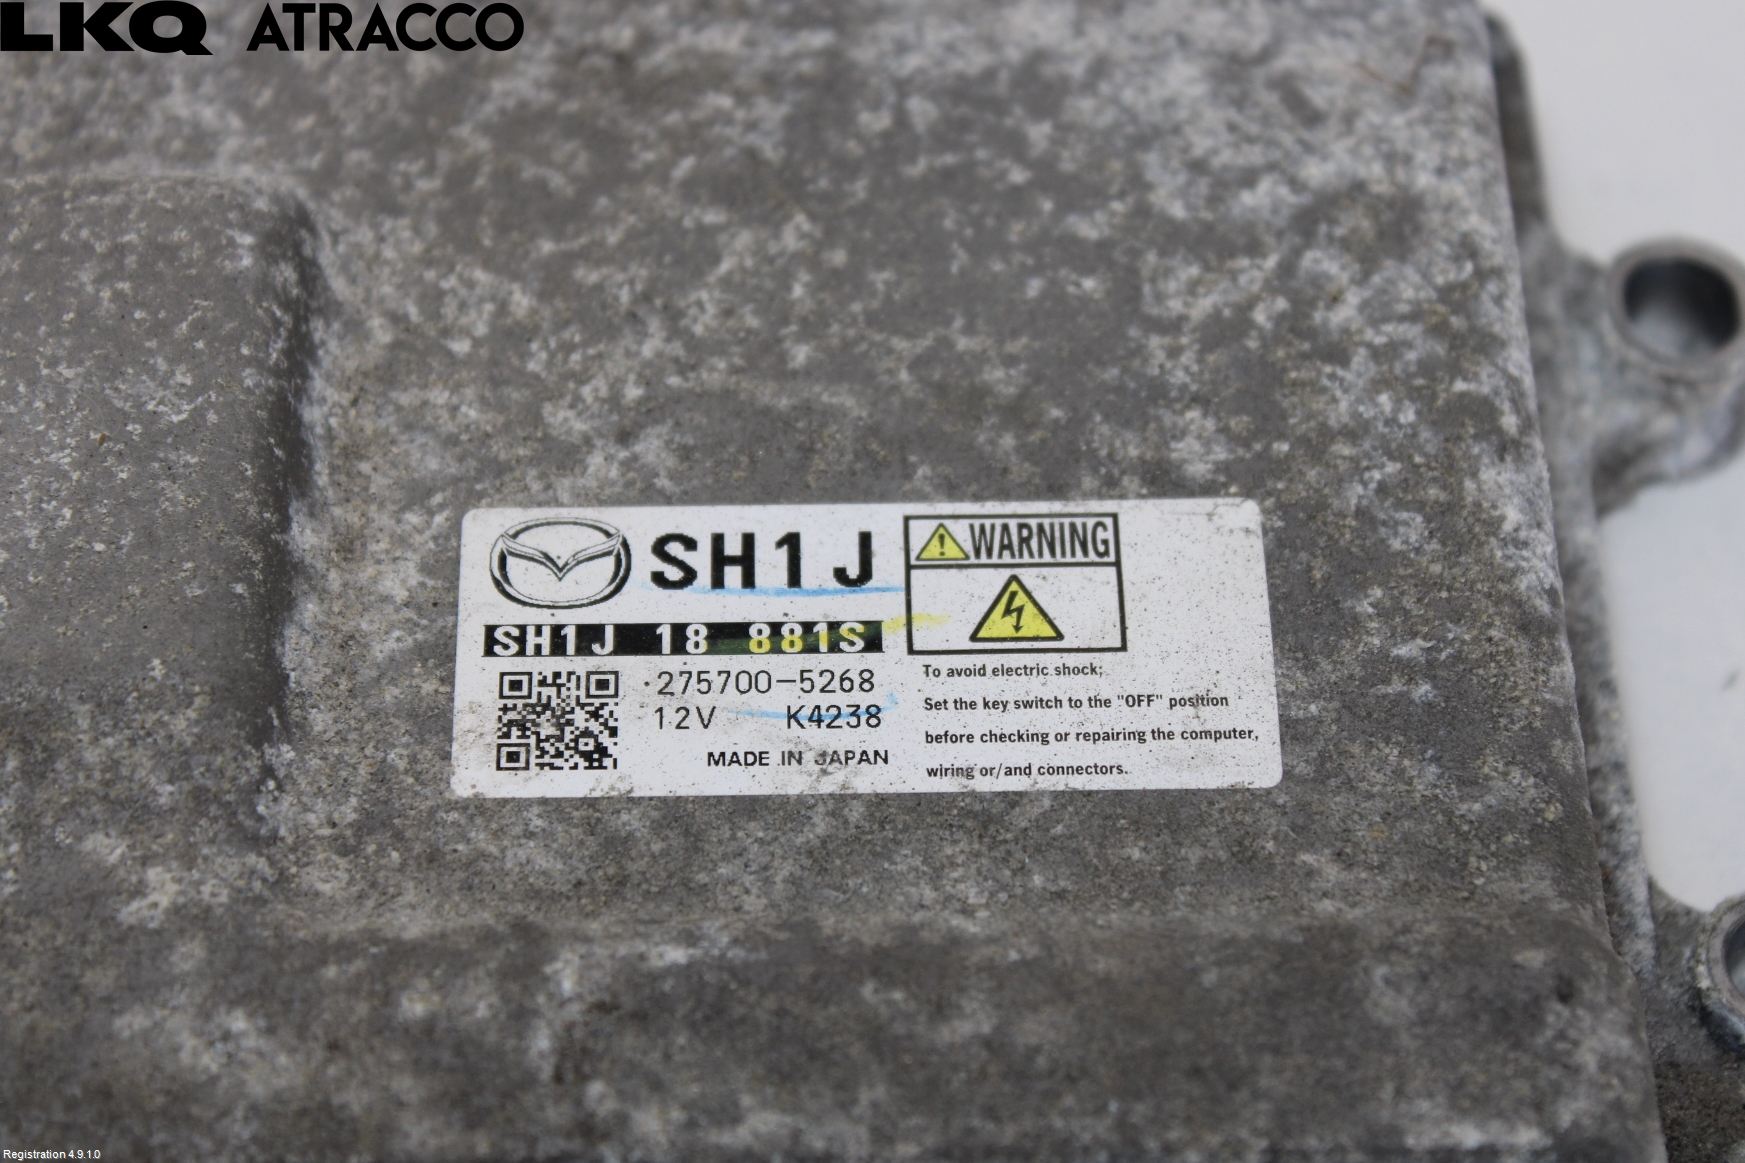 LKQ ATRACCO
SH1J
WARNING
SH1J 18 881S
275700-5268
12V K4238
MADE IN JAPAN
To avoid electric shock;
Set the key switch to the "OFF" position
before checking or repairing the computer,
wiring or/and connectors.
Registration 4.9.1.0